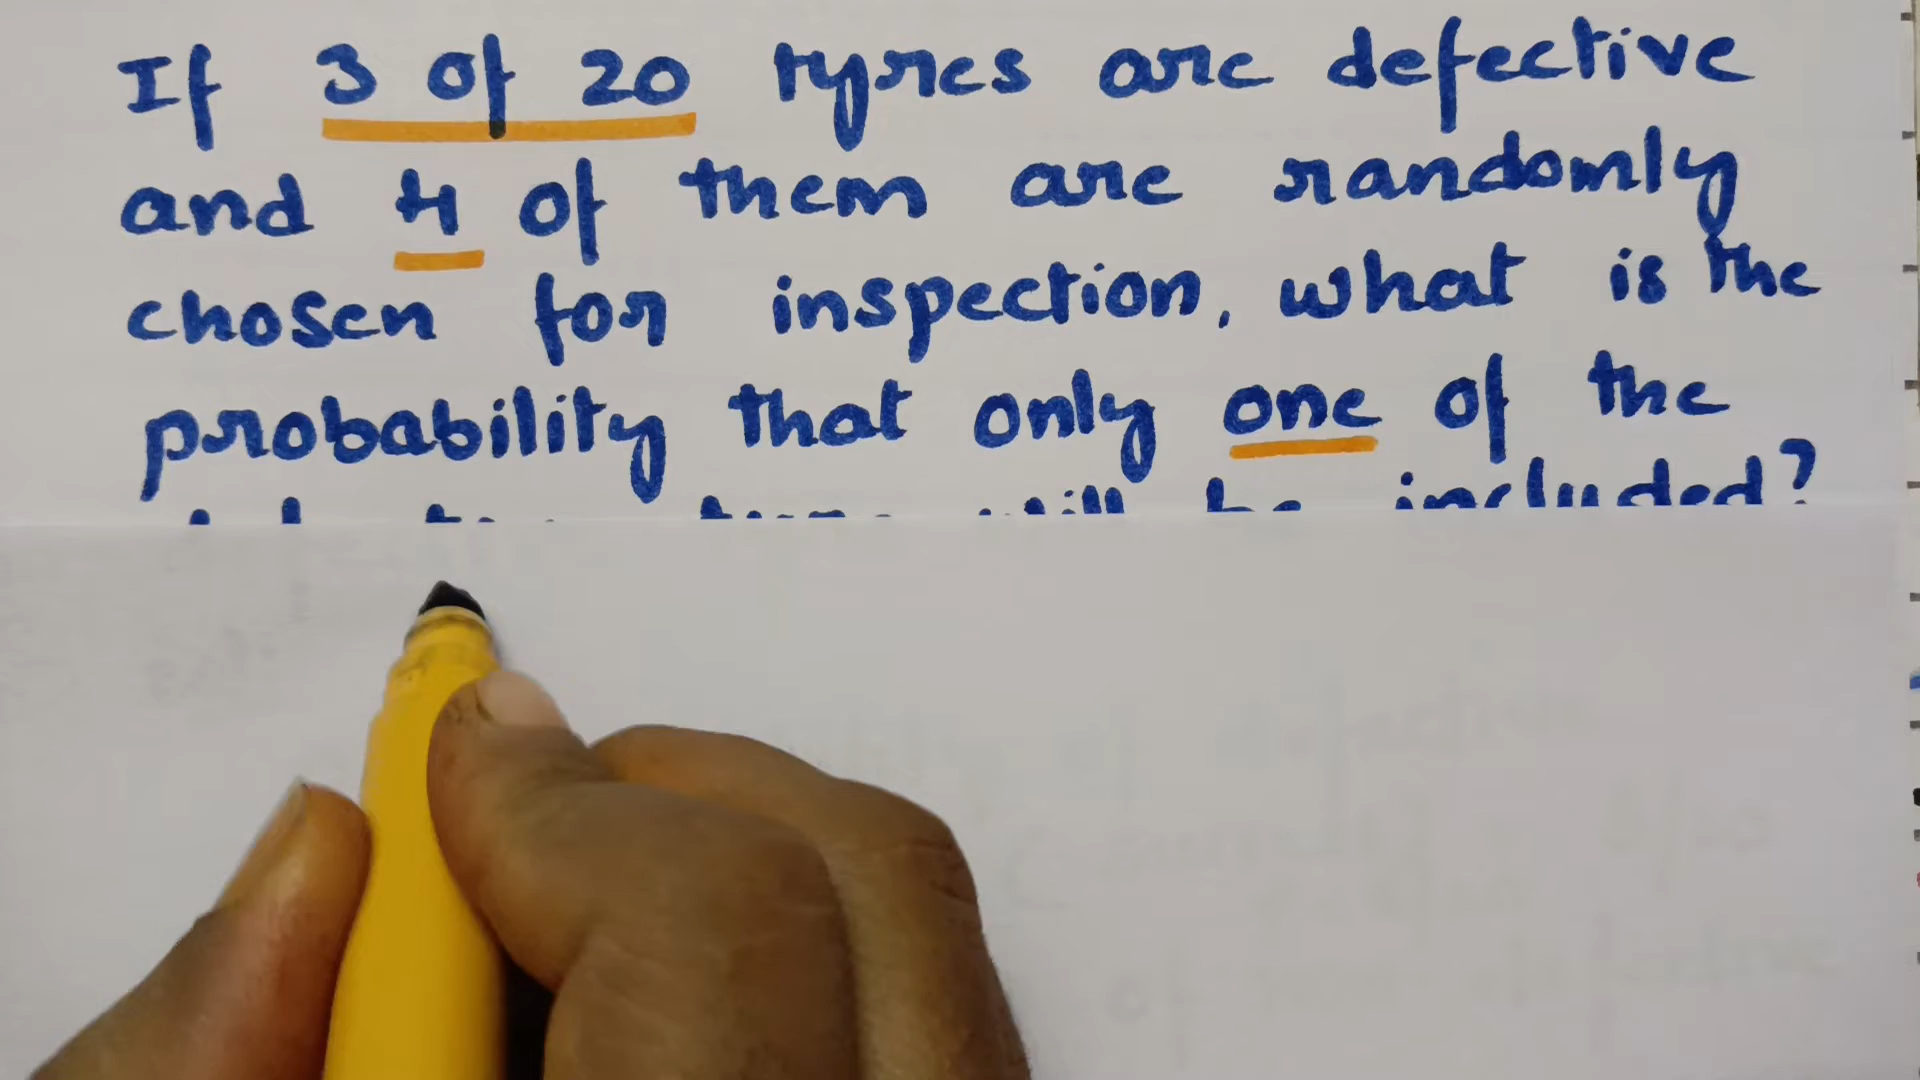 If 3 of 20 tyres are defective
and 4 of them are randomly
chosen for inspection, what is the
probability that only one of the
included?